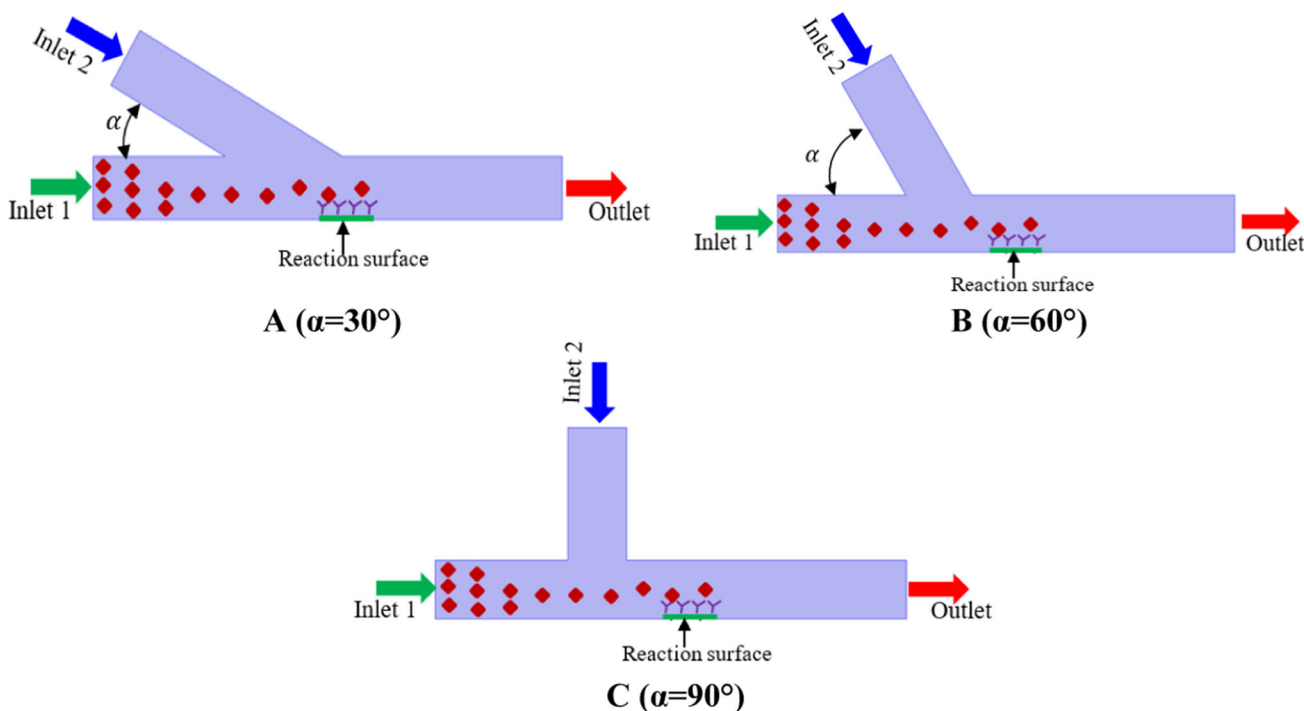 Inlet 2
α
Inlet 1
Outlet
Reaction surface
A (α=30°)
Inlet 2
α
Inlet 1
Outlet
Reaction surface
B (α=60°)
Inlet 2
Inlet 1
Outlet
Reaction surface
C (α=90°)